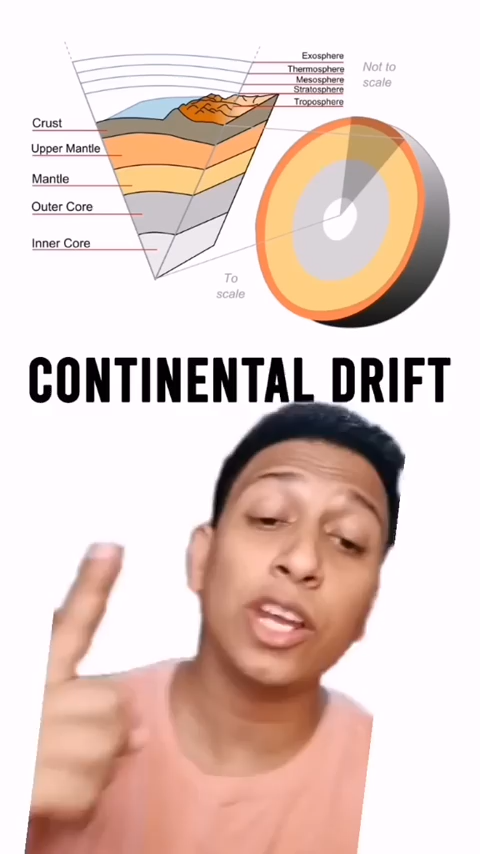 Exosphere
Thermosphere
Mesosphere
Stratosphere
Troposphere
Not to
scale
Crust
Upper Mantle
Mantle
Outer Core
Inner Core
To
scale
CONTINENTAL DRIFT